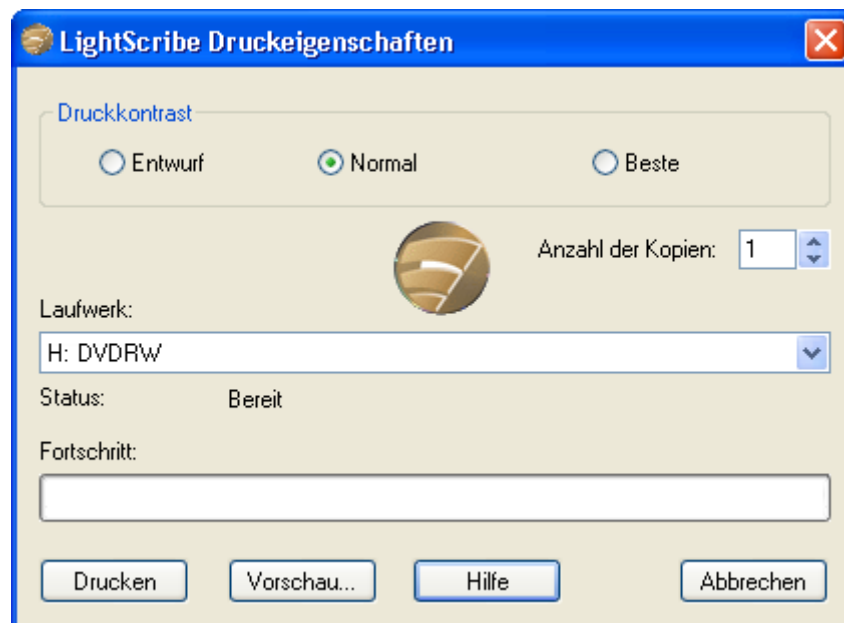 LightScribe Druckeigenschaften
Druckkontrast
Entwurf Normal Beste
Anzahl der Kopien: 1
Laufwerk:
H: DVDRW
Status: Bereit
Fortschritt:
Drucken Vorschau... Hilfe Abbrechen